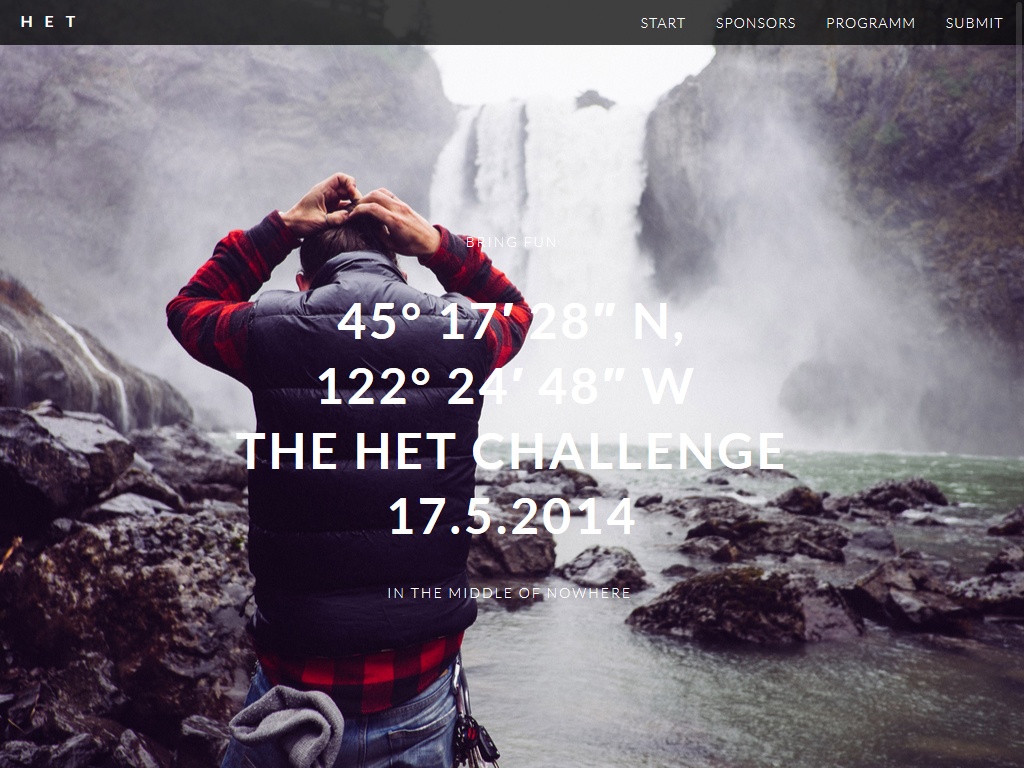 HET
START SPONSORS PROGRAMM SUBMIT
BRING FUN
45° 17′ 28″ N,
122° 24′ 48″ W
THE HET CHALLENGE
17.5.2014
IN THE MIDDLE OF NOWHERE